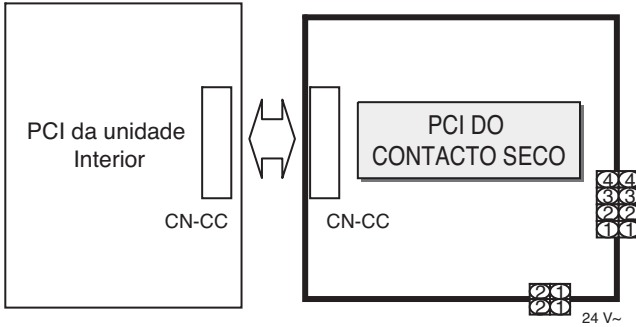 PCI da unidade
Interior
CN-CC
PCI DO
CONTACTO SECO
CN-CC
4 4
3 3
2 2
1 1
2 1
2 1
24 V~